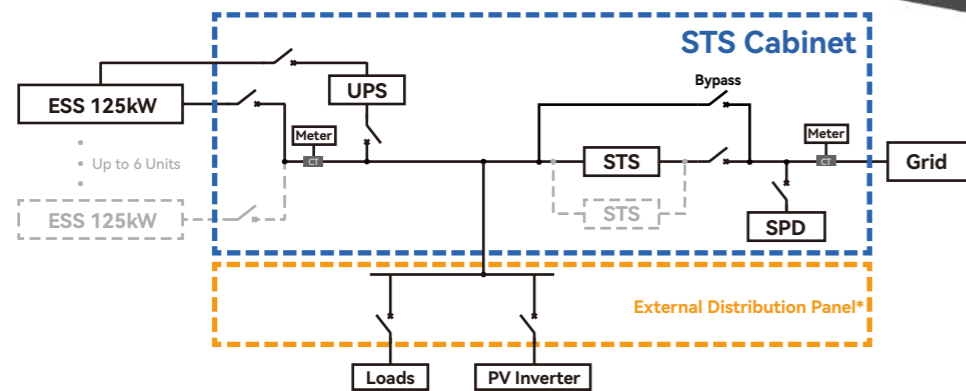 STS Cabinet
Bypass
ESS 125kW
UPS
Meter
CT
Meter
CT
Up to 6 Units
STS
Grid
ESS 125kW
STS
SPD
External Distribution Panel*
Loads
PV Inverter